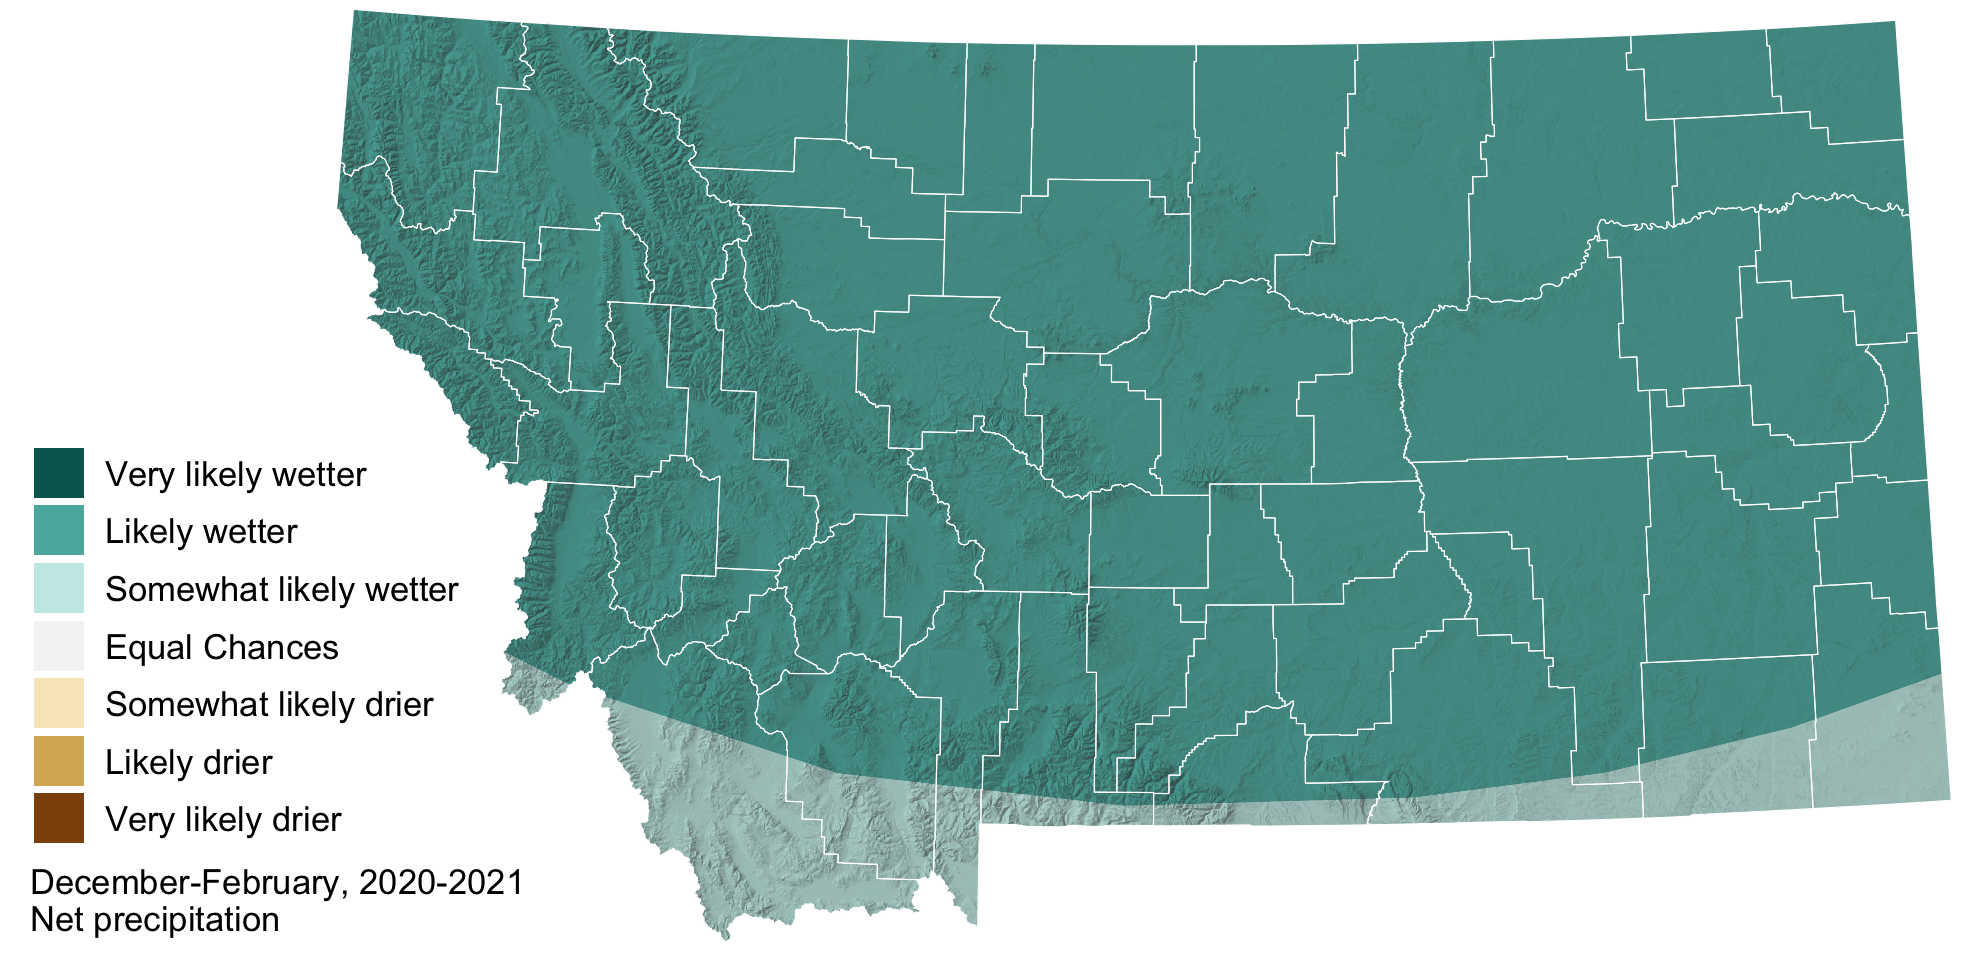 Very likely wetter
Likely wetter
Somewhat likely wetter
Equal Chances
Somewhat likely drier
Likely drier
Very likely drier
December-February, 2020-2021
Net precipitation